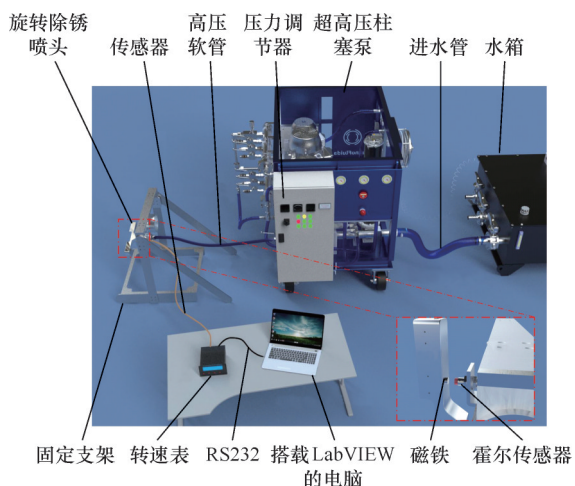 旋转除锈
喷头
传感器
高压
软管
压力调
节器
超高压柱
塞泵
进水管
水箱
固定支架
转速表
RS232
搭载LabVIEW
的电脑
磁铁
霍尔传感器